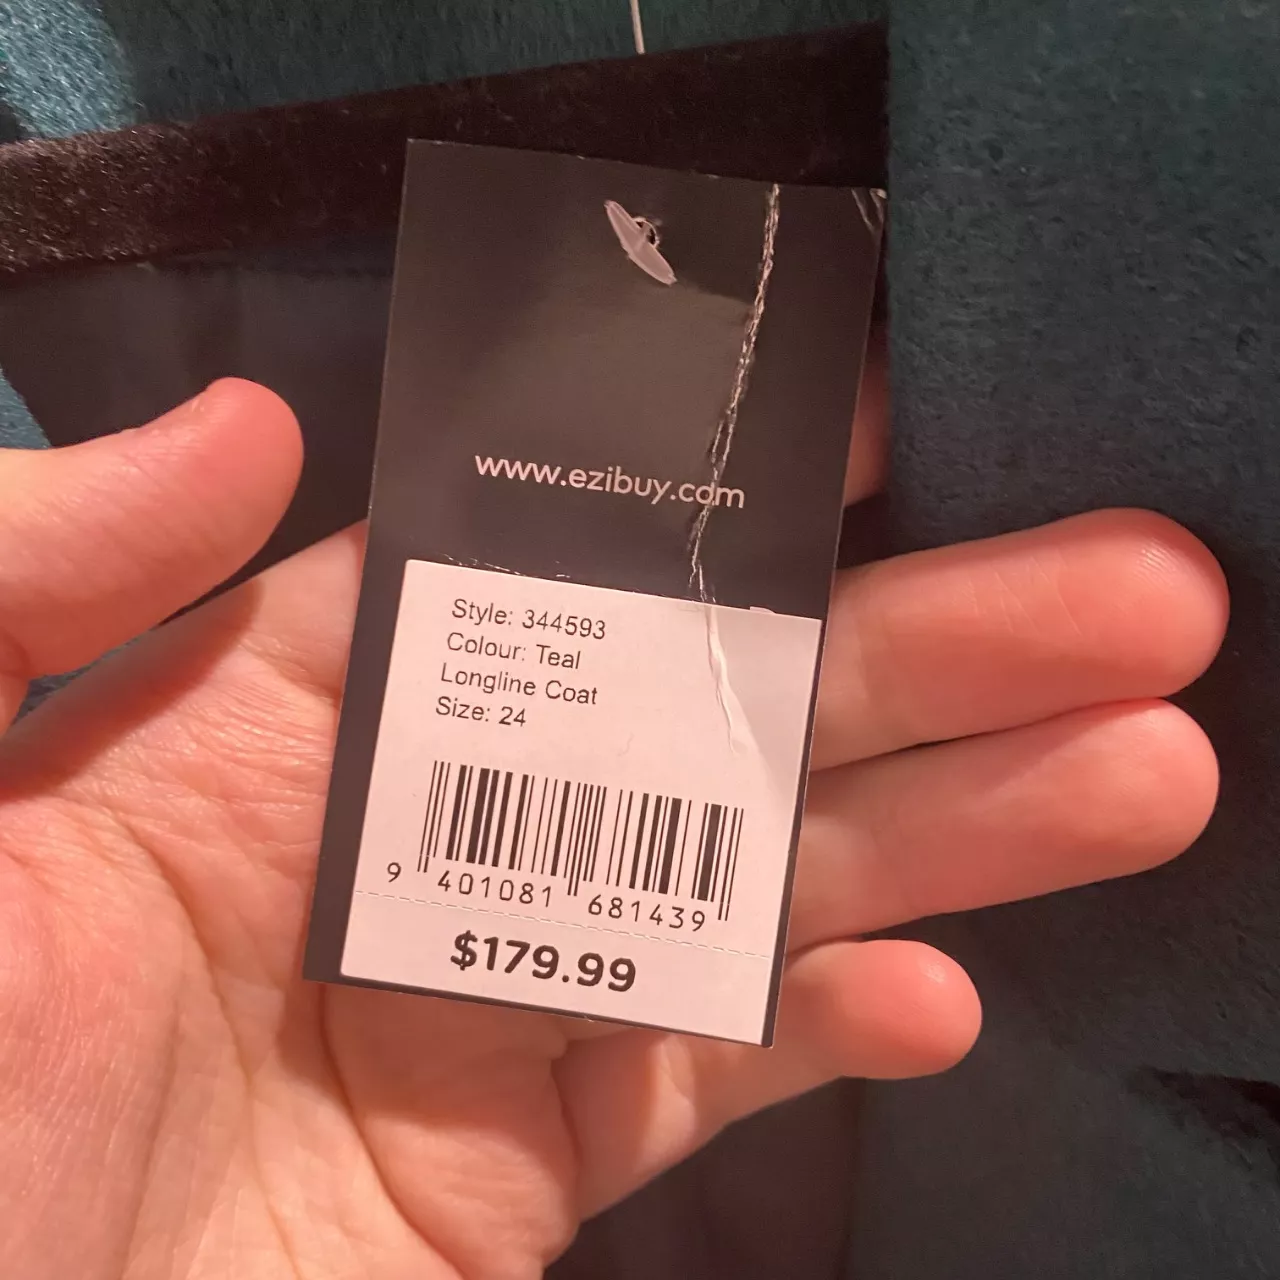 www.ezibuy.com
Style: 344593
Colour: Teal
Longline Coat
Size: 24
9 401081 681439
$179.99